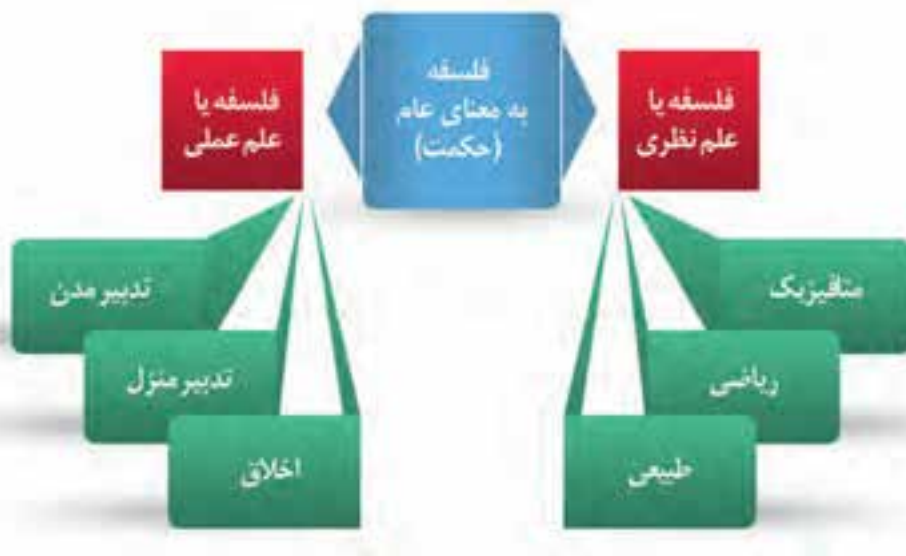 فلسفه
به معنای عام
(حکمت)
فلسفه یا
علم نظری
فلسفه یا
علم عملی
متافیزیک
ریاضی
طبیعی
تدبیر مدن
تدبیر منزل
اخلاق